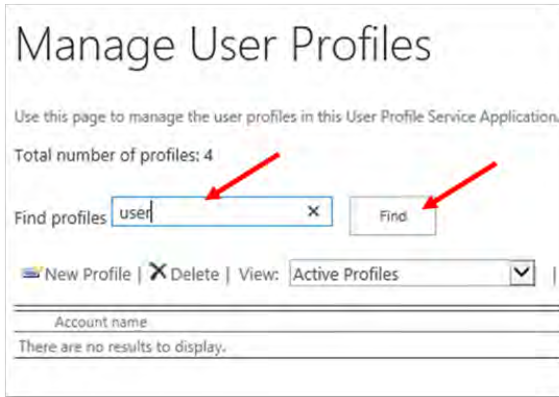 Manage User Profiles
Use this page to manage the user profiles in this User Profile Service Application.
Total number of profiles: 4
Find profiles user × Find
New Profile | Delete | View: Active Profiles |
Account name
There are no results to display.